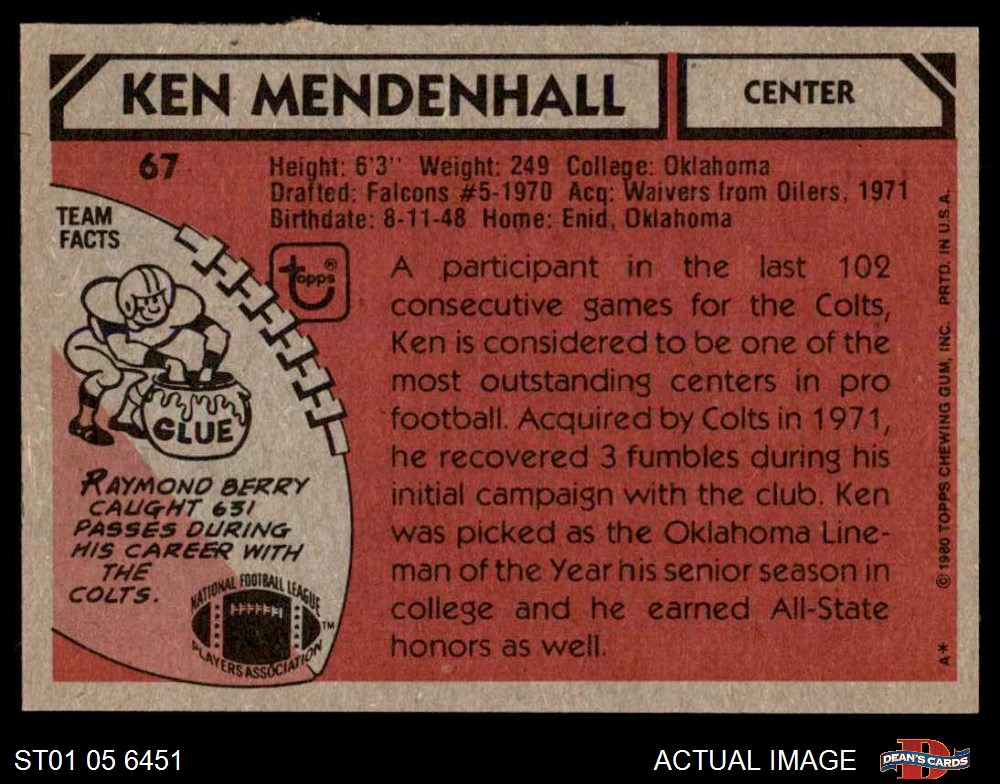 KEN MENDENHALL
CENTER
67
Height: 6'3" Weight: 249 College: Oklahoma
Drafted: Falcons #5-1970 Acq: Waivers from Oilers, 1971
Birthdate: 8-11-48 Home: Enid, Oklahoma
TEAM
FACTS
topps®
GLUE
RAYMOND BERRY
CAUGHT 631
PASSES DURING
HIS CAREER WITH
THE
COLTS.
NATIONAL FOOTBALL LEAGUE
PLAYERS ASSOCIATION
TM
A participant in the last 102
consecutive games for the Colts,
Ken is considered to be one of the
most outstanding centers in pro
football. Acquired by Colts in 1971,
he recovered 3 fumbles during his
initial campaign with the club. Ken
was picked as the Oklahoma Line-
man of the Year his senior season in
college and he earned All-State
honors as well.
A* © 1980 TOPPS CHEWING GUM, INC. PRTD. IN U.S.A.
ST01 05 6451
ACTUAL IMAGE
D
DEAN'S CARDS